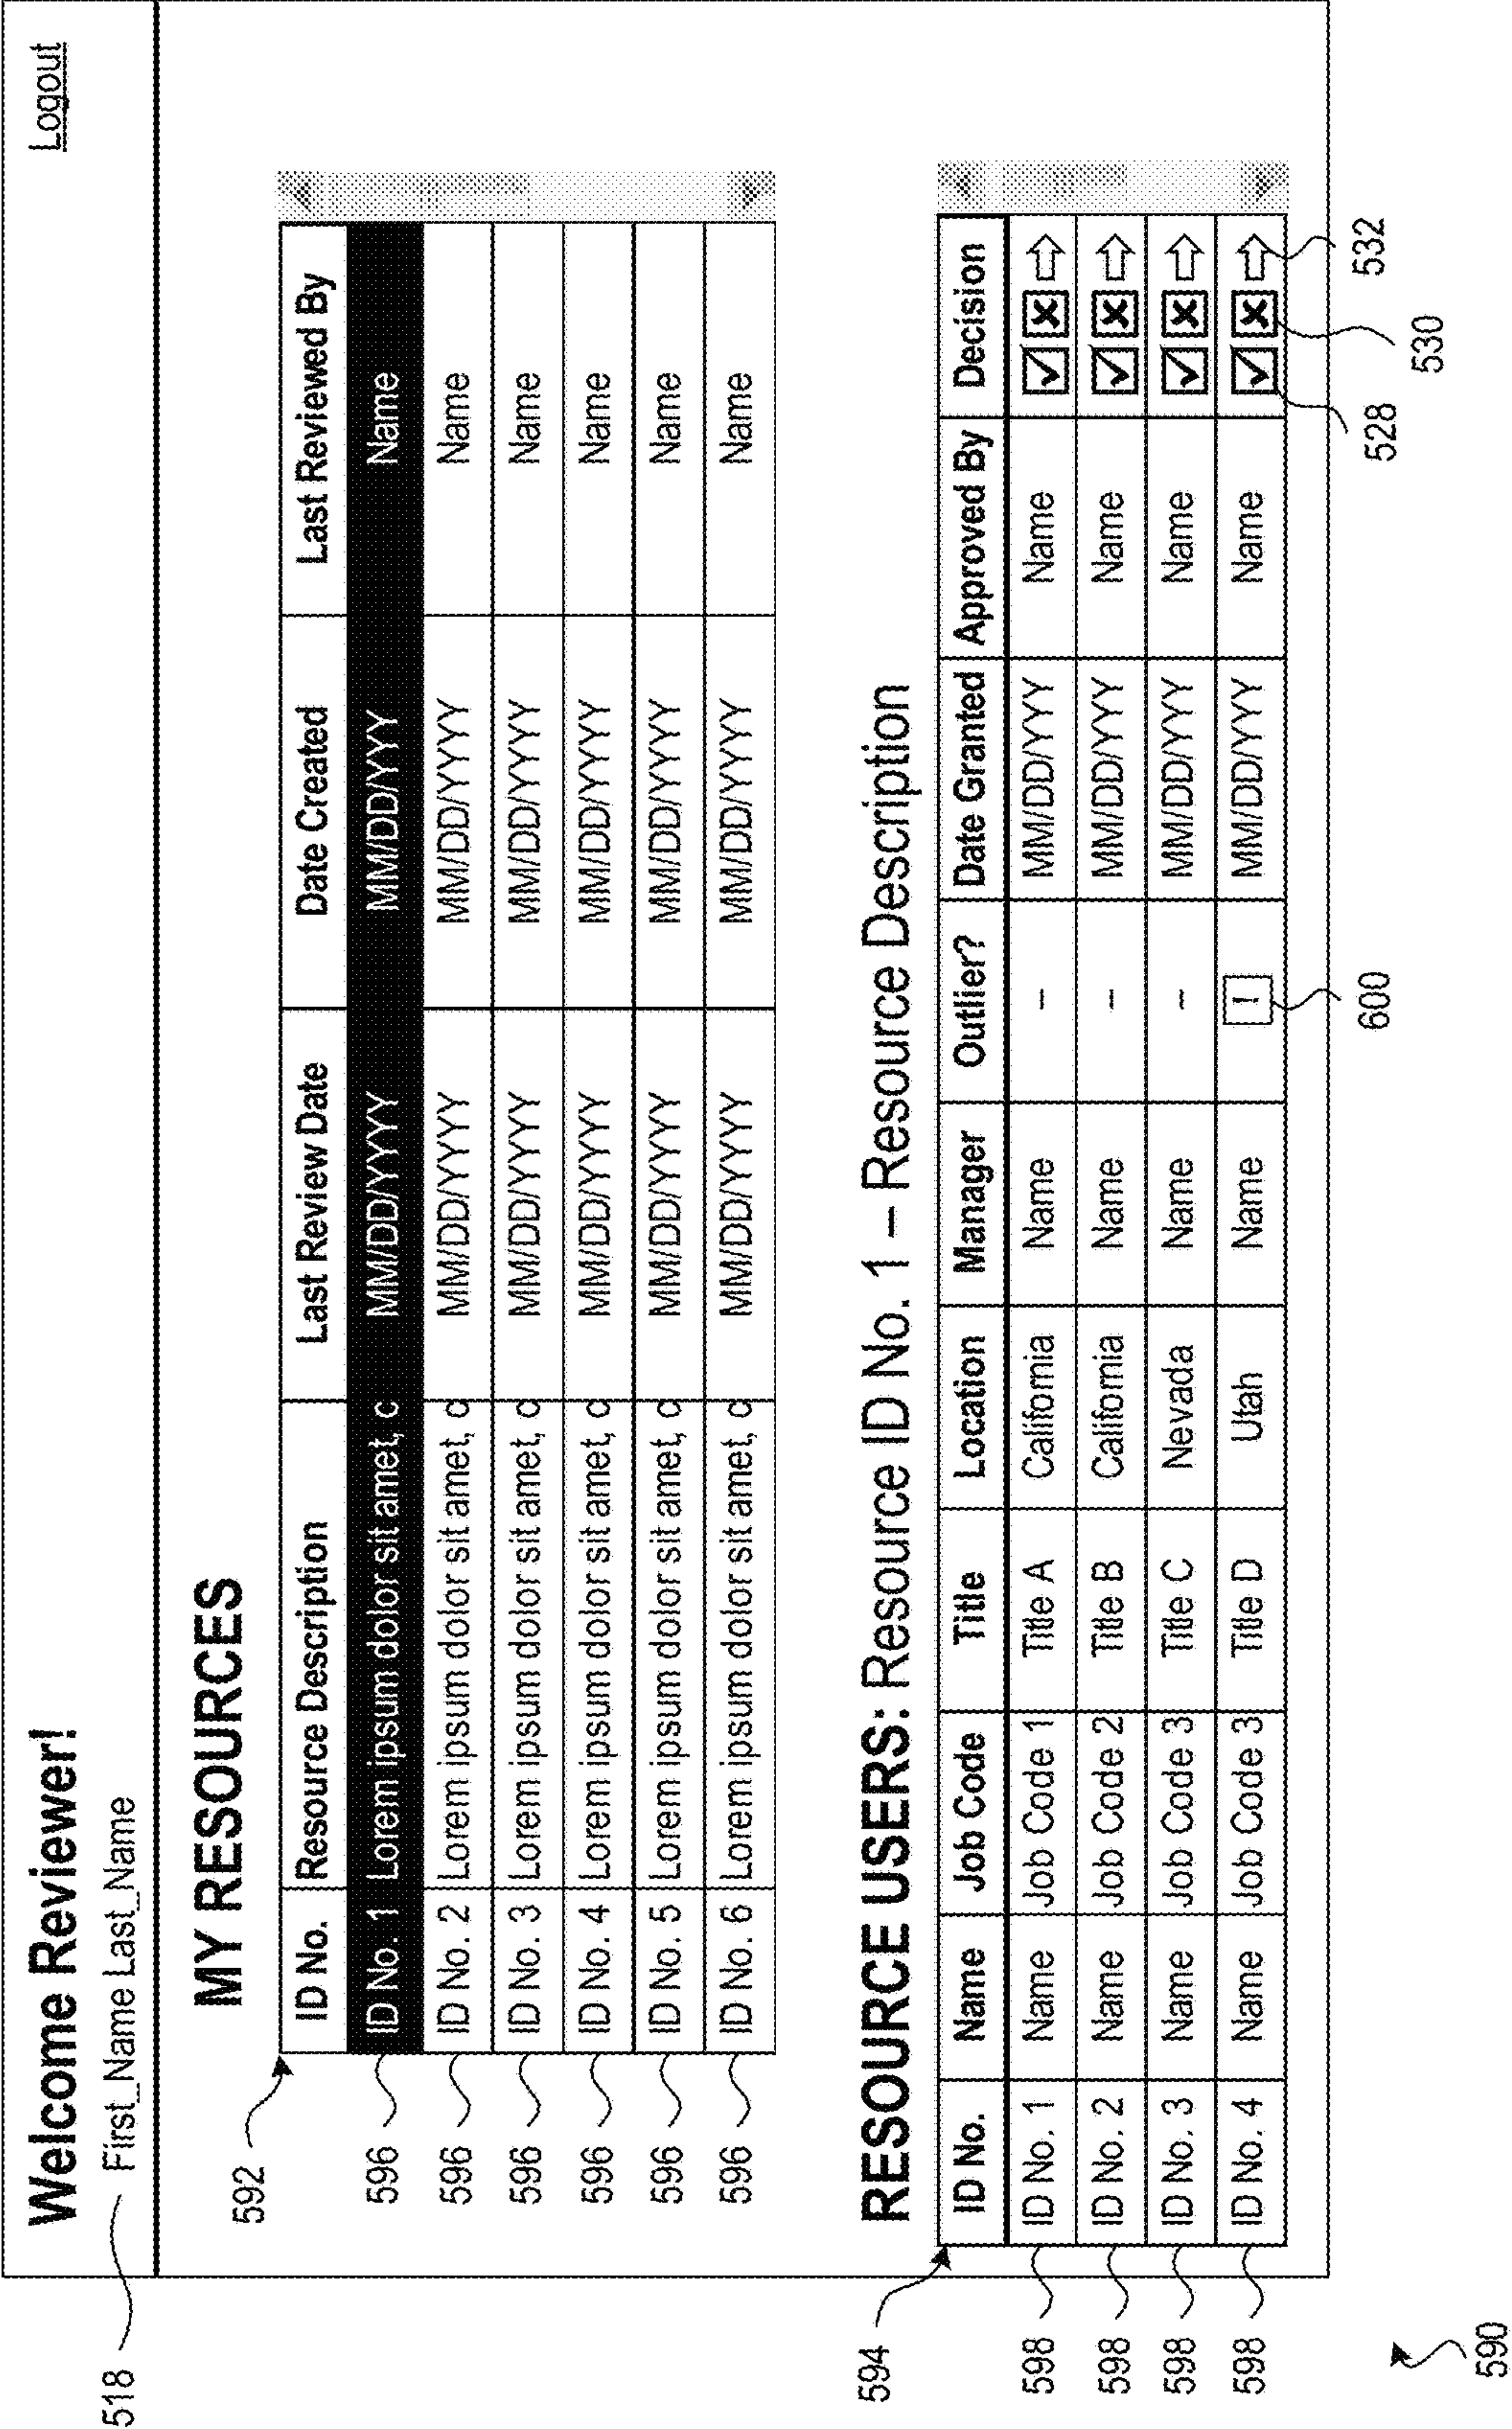 Welcome Reviewer!
Logout
518 First_Name Last_Name
MY RESOURCES
592
ID No. Resource Description Last Review Date Date Created Last Reviewed By
596 ID No. 1 Lorem ipsum dolor sit amet, c MM/DD/YYYY MM/DD/YYY Name
596 ID No. 2 Lorem ipsum dolor sit amet, c MM/DD/YYYY MM/DD/YYYY Name
596 ID No. 3 Lorem ipsum dolor sit amet, c MM/DD/YYYY MM/DD/YYYY Name
596 ID No. 4 Lorem ipsum dolor sit amet, c MM/DD/YYYY MM/DD/YYYY Name
596 ID No. 5 Lorem ipsum dolor sit amet, c MM/DD/YYYY MM/DD/YYYY Name
596 ID No. 6 Lorem ipsum dolor sit amet, c MM/DD/YYYY MM/DD/YYYY Name
RESOURCE USERS: Resource ID No. 1 – Resource Description
594
ID No. Name Job Code Title Location Manager Outlier? Date Granted Approved By Decision
598 ID No. 1 Name Job Code 1 Title A California Name – MM/DD/YYY Name
598 ID No. 2 Name Job Code 2 Title B California Name – MM/DD/YYY Name
598 ID No. 3 Name Job Code 3 Title C Nevada Name – MM/DD/YYY Name
598 ID No. 4 Name Job Code 3 Title D Utah Name ! MM/DD/YYY Name
600
528
530
532
590